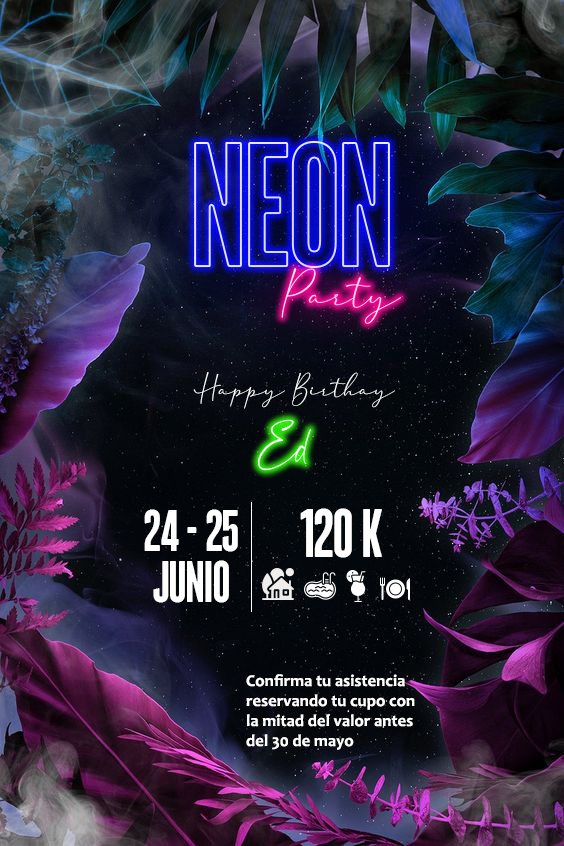 NEON
Party
Happy Birthay
Ed
24 - 25
JUNIO
120 K
Confirma tu asistencia
reservando tu cupo con
la mitad del valor antes
del 30 de mayo